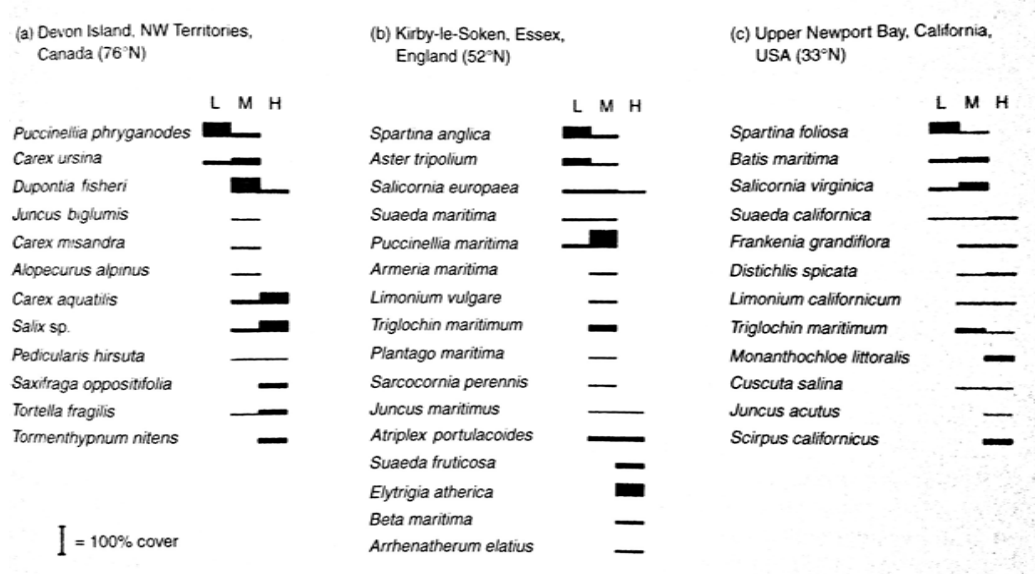 (a) Devon Island, NW Territories,
Canada (76°N)
L M H
Puccinellia phryganodes
Carex ursina
Dupontia fisheri
Juncus biglumis
Carex misandra
Alopecurus alpinus
Carex aquatilis
Salix sp.
Pedicularis hirsuta
Saxifraga oppositifolia
Tortella fragilis
Tormenthypnum nitens
= 100% cover
(b) Kirby-le-Soken, Essex,
England (52°N)
L M H
Spartina anglica
Aster tripolium
Salicornia europaea
Suaeda maritima
Puccinellia maritima
Armeria maritima
Limonium vulgare
Triglochin maritimum
Plantago maritima
Sarcocornia perennis
Juncus maritimus
Atriplex portulacoides
Suaeda fruticosa
Elytrigia atherica
Beta maritima
Arrhenatherum elatius
(c) Upper Newport Bay, California,
USA (33°N)
L M H
Spartina foliosa
Batis maritima
Salicornia virginica
Suaeda californica
Frankenia grandiflora
Distichlis spicata
Limonium californicum
Triglochin maritimum
Monanthochloe littoralis
Cuscuta salina
Juncus acutus
Scirpus californicus